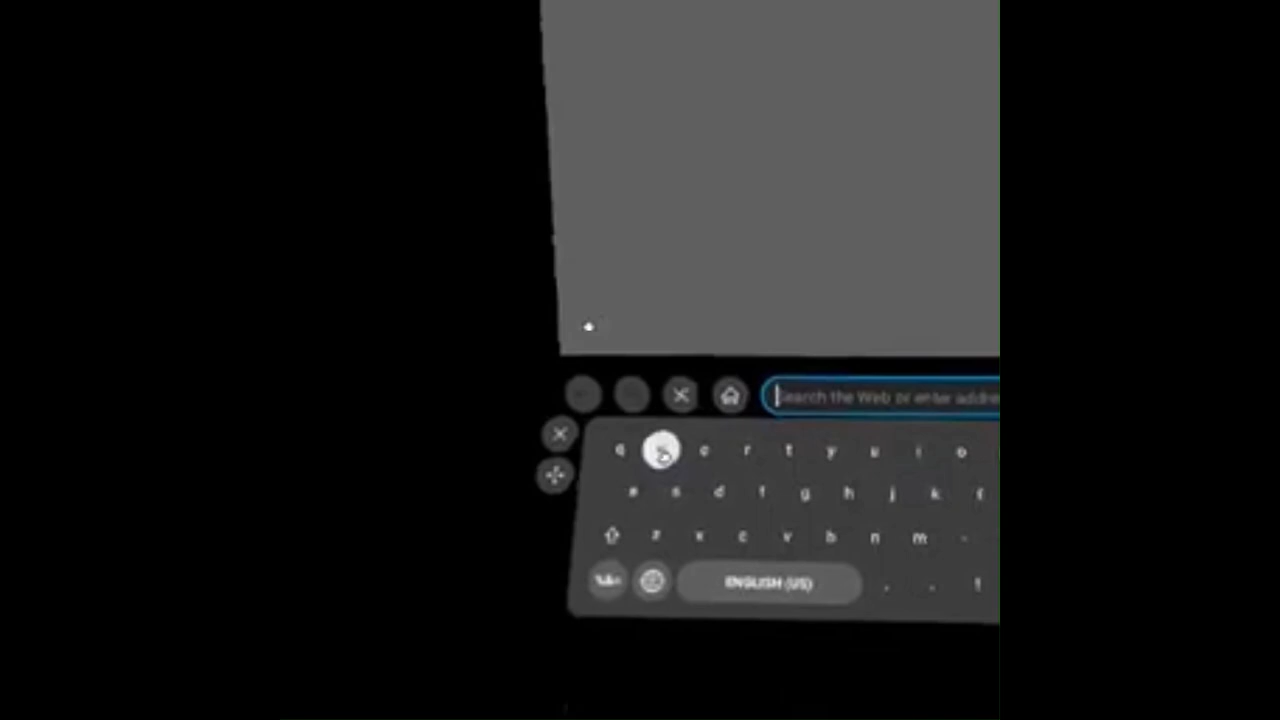 Search the Web or enter addre
q w e r t y u i o
a s d f g h j k
z x c v b n m
ENGLISH (US) , . !